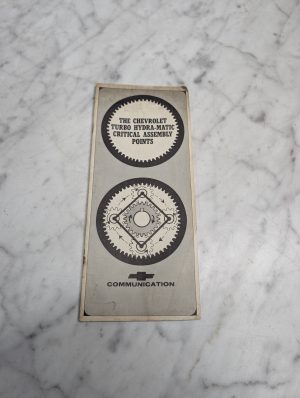 THE CHEVROLET
TURBO HYDRA-MATIC
CRITICAL ASSEMBLY
POINTS
COMMUNICATION